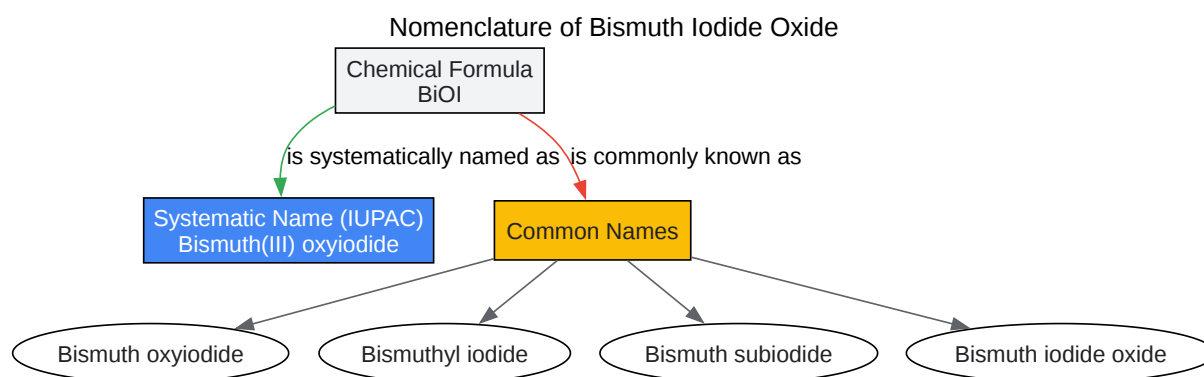 Nomenclature of Bismuth Iodide Oxide
Chemical Formula
BiOI
is systematically named as
is commonly known as
Systematic Name (IUPAC)
Bismuth(III) oxyiodide
Common Names
Bismuth oxyiodide
Bismuthyl iodide
Bismuth subiodide
Bismuth iodide oxide